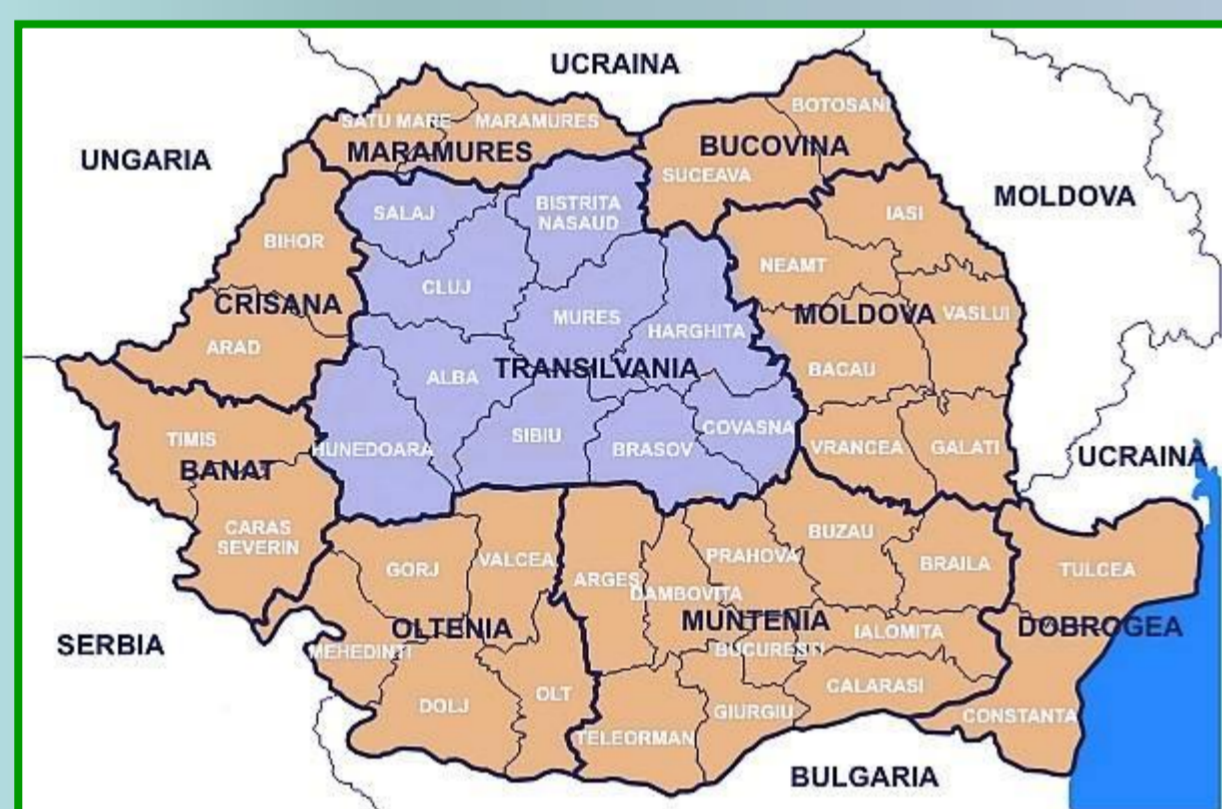 UCRAINA
BOTOSANI
SATU MARE
MARAMURES
MARAMURES
BUCOVINA
UNGARIA
SUCEAVA
MOLDOVA
SALAJ
BISTRITA
NASAUD
IASI
BIHOR
NEAMT
CLUJ
CRISANA
MURES
HARGHITA
MOLDOVA
VASLUI
ARAD
ALBA
TRANSILVANIA
BACAU
TIMIS
HUNEDOARA
SIBIU
BRASOV
COVASNA
VRANCEA
GALATI
UCRAINA
BANAT
CARAS
SEVERIN
GORJ
VALCEA
ARGES
DAMBOVITA
PRAHOVA
BUZAU
BRAILA
TULCEA
SERBIA
OLTENIA
MUNTENIA
IALOMITA
DOBROGEA
MEHEDINTI
BUCURESTI
CALARASI
DOLJ
OLT
GIURGIU
CONSTANTA
TELEORMAN
BULGARIA